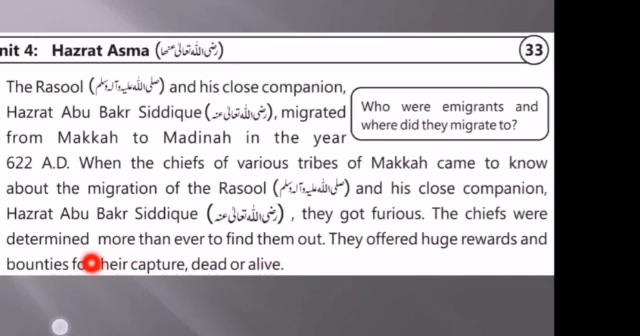 nit 4: Hazrat Asma (رضی اللہ تعالیٰ عنھا) 33
The Rasool (صلی اللہ علیہ وآلہ وسلم) and his close companion,
Hazrat Abu Bakr Siddique (رضی اللہ تعالیٰ عنہ), migrated
from Makkah to Madinah in the year
Who were emigrants and
where did they migrate to?
622 A.D. When the chiefs of various tribes of Makkah came to know
about the migration of the Rasool (صلی اللہ علیہ وآلہ وسلم) and his close companion,
Hazrat Abu Bakr Siddique (رضی اللہ تعالیٰ عنہ) , they got furious. The chiefs were
determined more than ever to find them out. They offered huge rewards and
bounties fo heir capture, dead or alive.